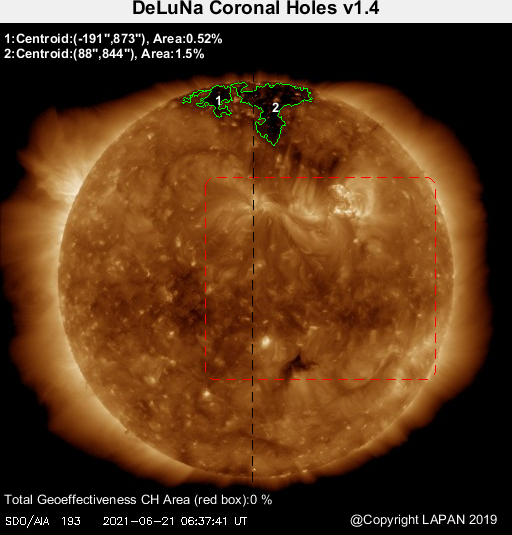 DeLuNa Coronal Holes v1.4
1:Centroid:(-191",873"), Area:0.52%
2:Centroid:(88",844"), Area:1.5%
1
2
Total Geoeffectiveness CH Area (red box):0 %
SDO/AIA 193 2021-06-21 06:37:41 UT
@Copyright LAPAN 2019